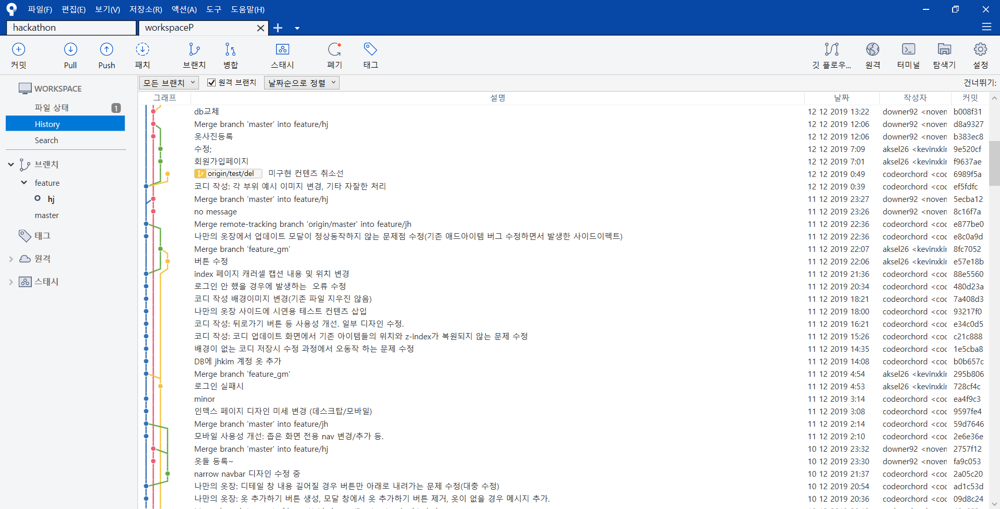 파일(F) 편집(E) 보기(V) 저장소(R) 액션(A) 도구 도움말(H)
hackathon workspaceP
커밋 Pull Push 패치 브랜치 병합 스태시 폐기 태그 깃 플로우... 원격 터미널 탐색기 설정
WORKSPACE
파일 상태 1
History
Search
브랜치
feature
hj
master
태그
원격
스태시
모든 브랜치 원격 브랜치 날짜순으로 정렬 건너뛰기:
그래프 설명 날짜 작성자 커밋
db교체 12 12 2019 13:22 downer92 <noven b008f31
Merge branch 'master' into feature/hj 12 12 2019 12:06 downer92 <noven d8a9327
옷사진등록 12 12 2019 12:06 downer92 <noven b383ec8
수정; 12 12 2019 7:09 aksel26 <kevinxkin 9e520cf
회원가입페이지 12 12 2019 7:01 aksel26 <kevinxkin f9637ae
origin/test/del 미구현 컨텐츠 취소선 12 12 2019 0:49 codeorchord <coc 6989f5a
코디 작성: 각 부위 예시 이미지 변경, 기타 자잘한 처리 12 12 2019 0:39 codeorchord <coc ef5fdfc
Merge branch 'master' into feature/hj 11 12 2019 23:27 downer92 <noven 5ecba12
no message 11 12 2019 23:26 downer92 <noven 8c16f7a
Merge remote-tracking branch 'origin/master' into feature/jh 11 12 2019 22:36 codeorchord <coc e877be0
나만의 옷장에서 업데이트 모달이 정상동작하지 않는 문제점 수정(기존 애드아이템 버그 수정하면서 발생한 사이드이펙트) 11 12 2019 22:36 codeorchord <coc e8c0a9d
Merge branch 'feature_gm' 11 12 2019 22:07 aksel26 <kevinxkin 8fc7052
버튼 수정 11 12 2019 22:06 aksel26 <kevinxkin e57e18b
index 페이지 캐러셀 캡션 내용 및 위치 변경 11 12 2019 21:36 codeorchord <coc 88e5560
로그인 안 했을 경우에 발생하는 오류 수정 11 12 2019 20:34 codeorchord <coc 480d23a
코디 작성 배경이미지 변경(기존 파일 지우진 않음) 11 12 2019 18:21 codeorchord <coc 7a408d3
나만의 옷장 사이드에 시연용 테스트 컨텐츠 삽입 11 12 2019 18:00 codeorchord <coc 93217f0
코디 작성: 뒤로가기 버튼 등 사용성 개선. 일부 디자인 수정. 11 12 2019 16:21 codeorchord <coc e34c0d5
코디 작성: 코디 업데이트 화면에서 기존 아이템들의 위치와 z-index가 복원되지 않는 문제 수정 11 12 2019 15:26 codeorchord <coc c21c888
배경이 없는 코디 저장시 수정 과정에서 오동작 하는 문제 수정 11 12 2019 14:35 codeorchord <coc 1e5cba8
DB에 jhkim 계정 옷 추가 11 12 2019 14:08 codeorchord <coc b0b657c
Merge branch 'feature_gm' 11 12 2019 4:54 aksel26 <kevinxkin 295b806
로그인 실패시 11 12 2019 4:53 aksel26 <kevinxkin 728cf4c
minor 11 12 2019 3:14 codeorchord <coc ea4f9c3
인덱스 페이지 디자인 미세 변경 (데스크탑/모바일) 11 12 2019 3:08 codeorchord <coc 9597fe4
Merge branch 'master' into feature/jh 11 12 2019 2:14 codeorchord <coc 59d7646
모바일 사용성 개선: 좁은 화면 전용 nav 변경/추가 등. 11 12 2019 2:10 codeorchord <coc 2e6e36e
Merge branch 'master' into feature/hj 10 12 2019 23:32 downer92 <noven 2757f12
옷들 등록~ 10 12 2019 23:30 downer92 <noven fa9c053
narrow navbar 디자인 수정 중 10 12 2019 21:37 codeorchord <coc 2a05c20
나만의 옷장: 디테일 창 내용 길어질 경우 버튼만 아래로 내려가는 문제 수정(대충 수정) 10 12 2019 20:54 codeorchord <coc ad1c53d
나만의 옷장: 옷 추가하기 버튼 생성, 모달 창에서 옷 추가하기 버튼 제거, 옷이 없을 경우 메시지 추가. 10 12 2019 20:36 codeorchord <coc 09d8c24